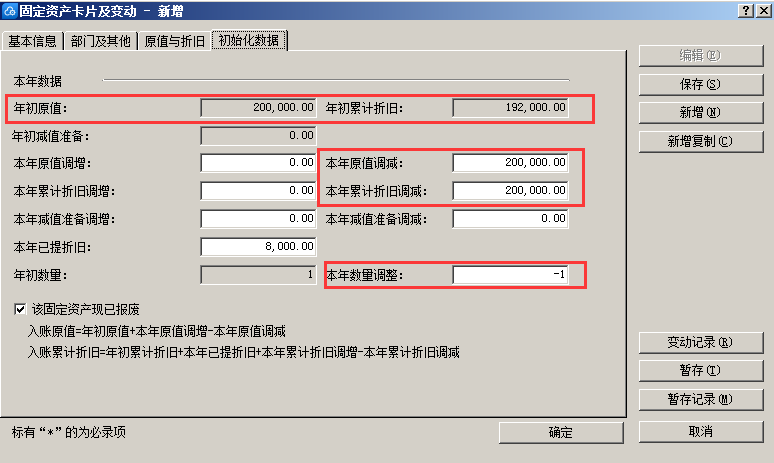 固定资产卡片及变动 - 新增
基本信息 部门及其他 原值与折旧 初始化数据
编辑(E)
保存(S)
新增(N)
新增复制(C)
本年数据
年初原值: 200,000.00 年初累计折旧: 192,000.00
年初减值准备: 0.00
本年原值调增: 0.00 本年原值调减: 200,000.00
本年累计折旧调增: 0.00 本年累计折旧调减: 200,000.00
本年减值准备调增: 0.00 本年减值准备调减: 0.00
本年已提折旧: 8,000.00
年初数量: 1 本年数量调整: -1
该固定资产现已报废
入账原值=年初原值+本年原值调增-本年原值调减
入账累计折旧=年初累计折旧+本年已提折旧+本年累计折旧调增-本年累计折旧调减
变动记录(R)
暂存(T)
暂存记录(M)
标有“*”的为必录项 确定 取消